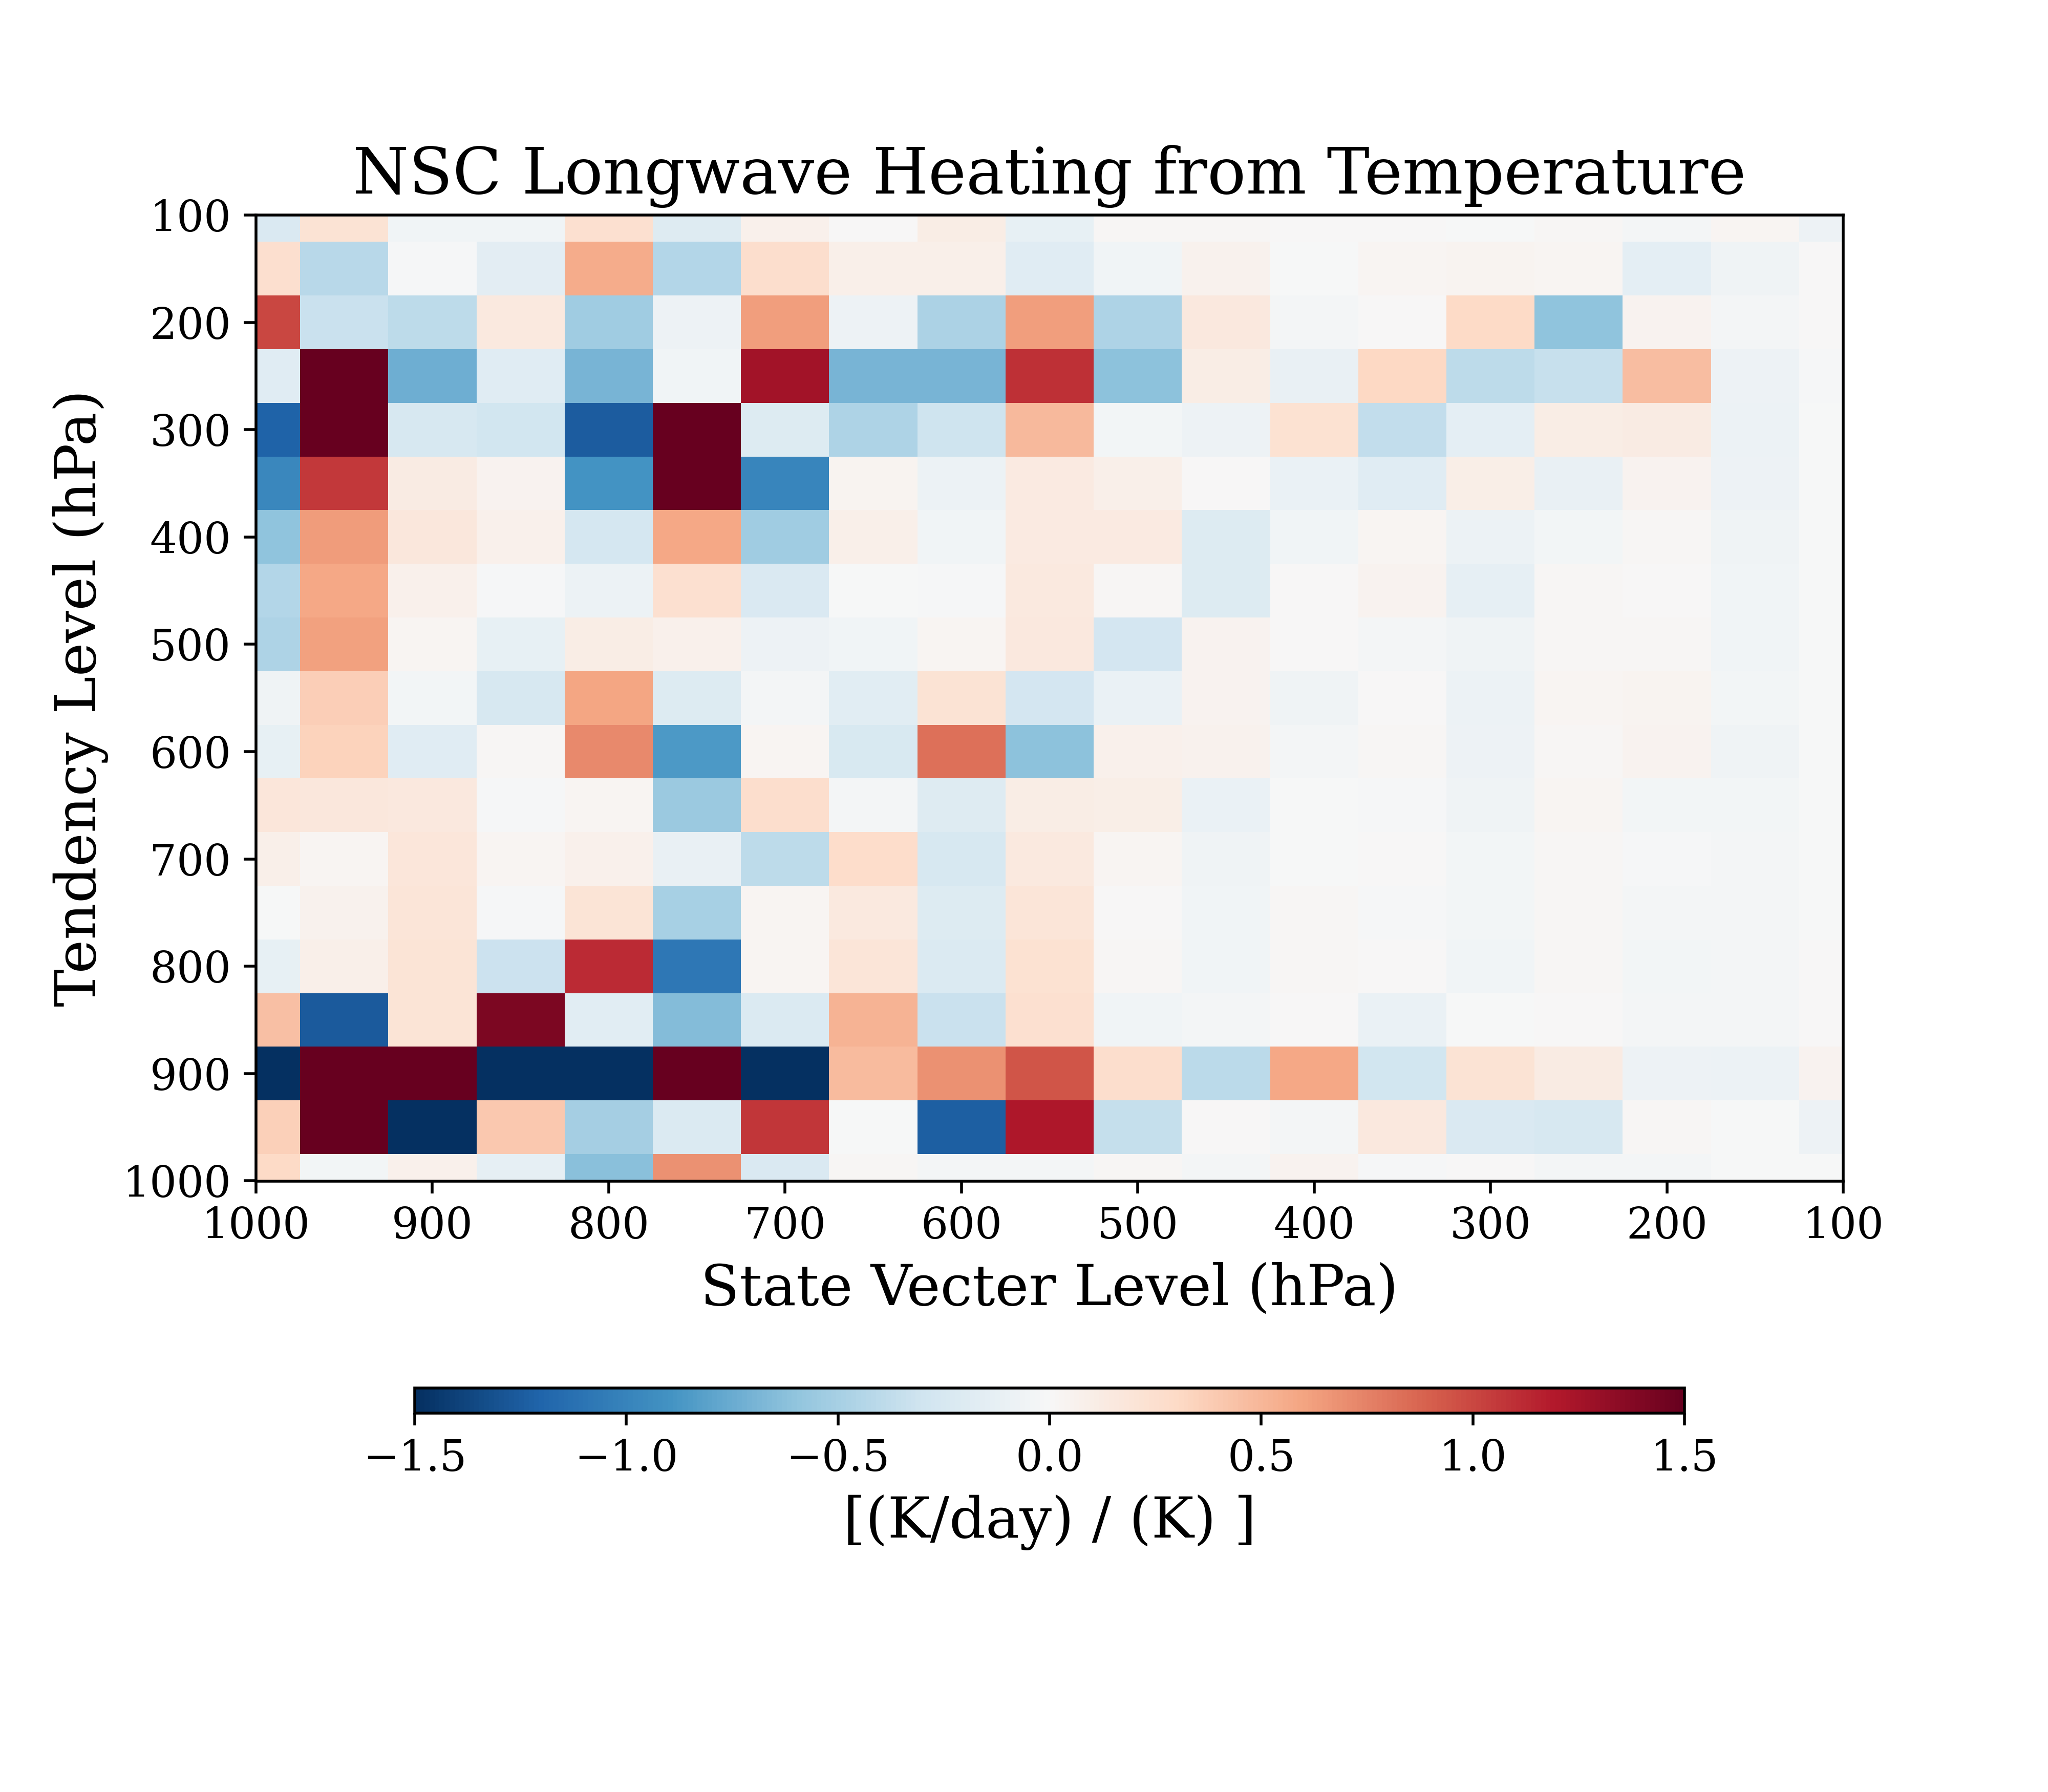 NSC Longwave Heating from Temperature
Tendency Level (hPa)
100
200
300
400
500
600
700
800
900
1000
1000 900 800 700 600 500 400 300 200 100
State Vecter Level (hPa)
−1.5 −1.0 −0.5 0.0 0.5 1.0 1.5
[(K/day) / (K) ]